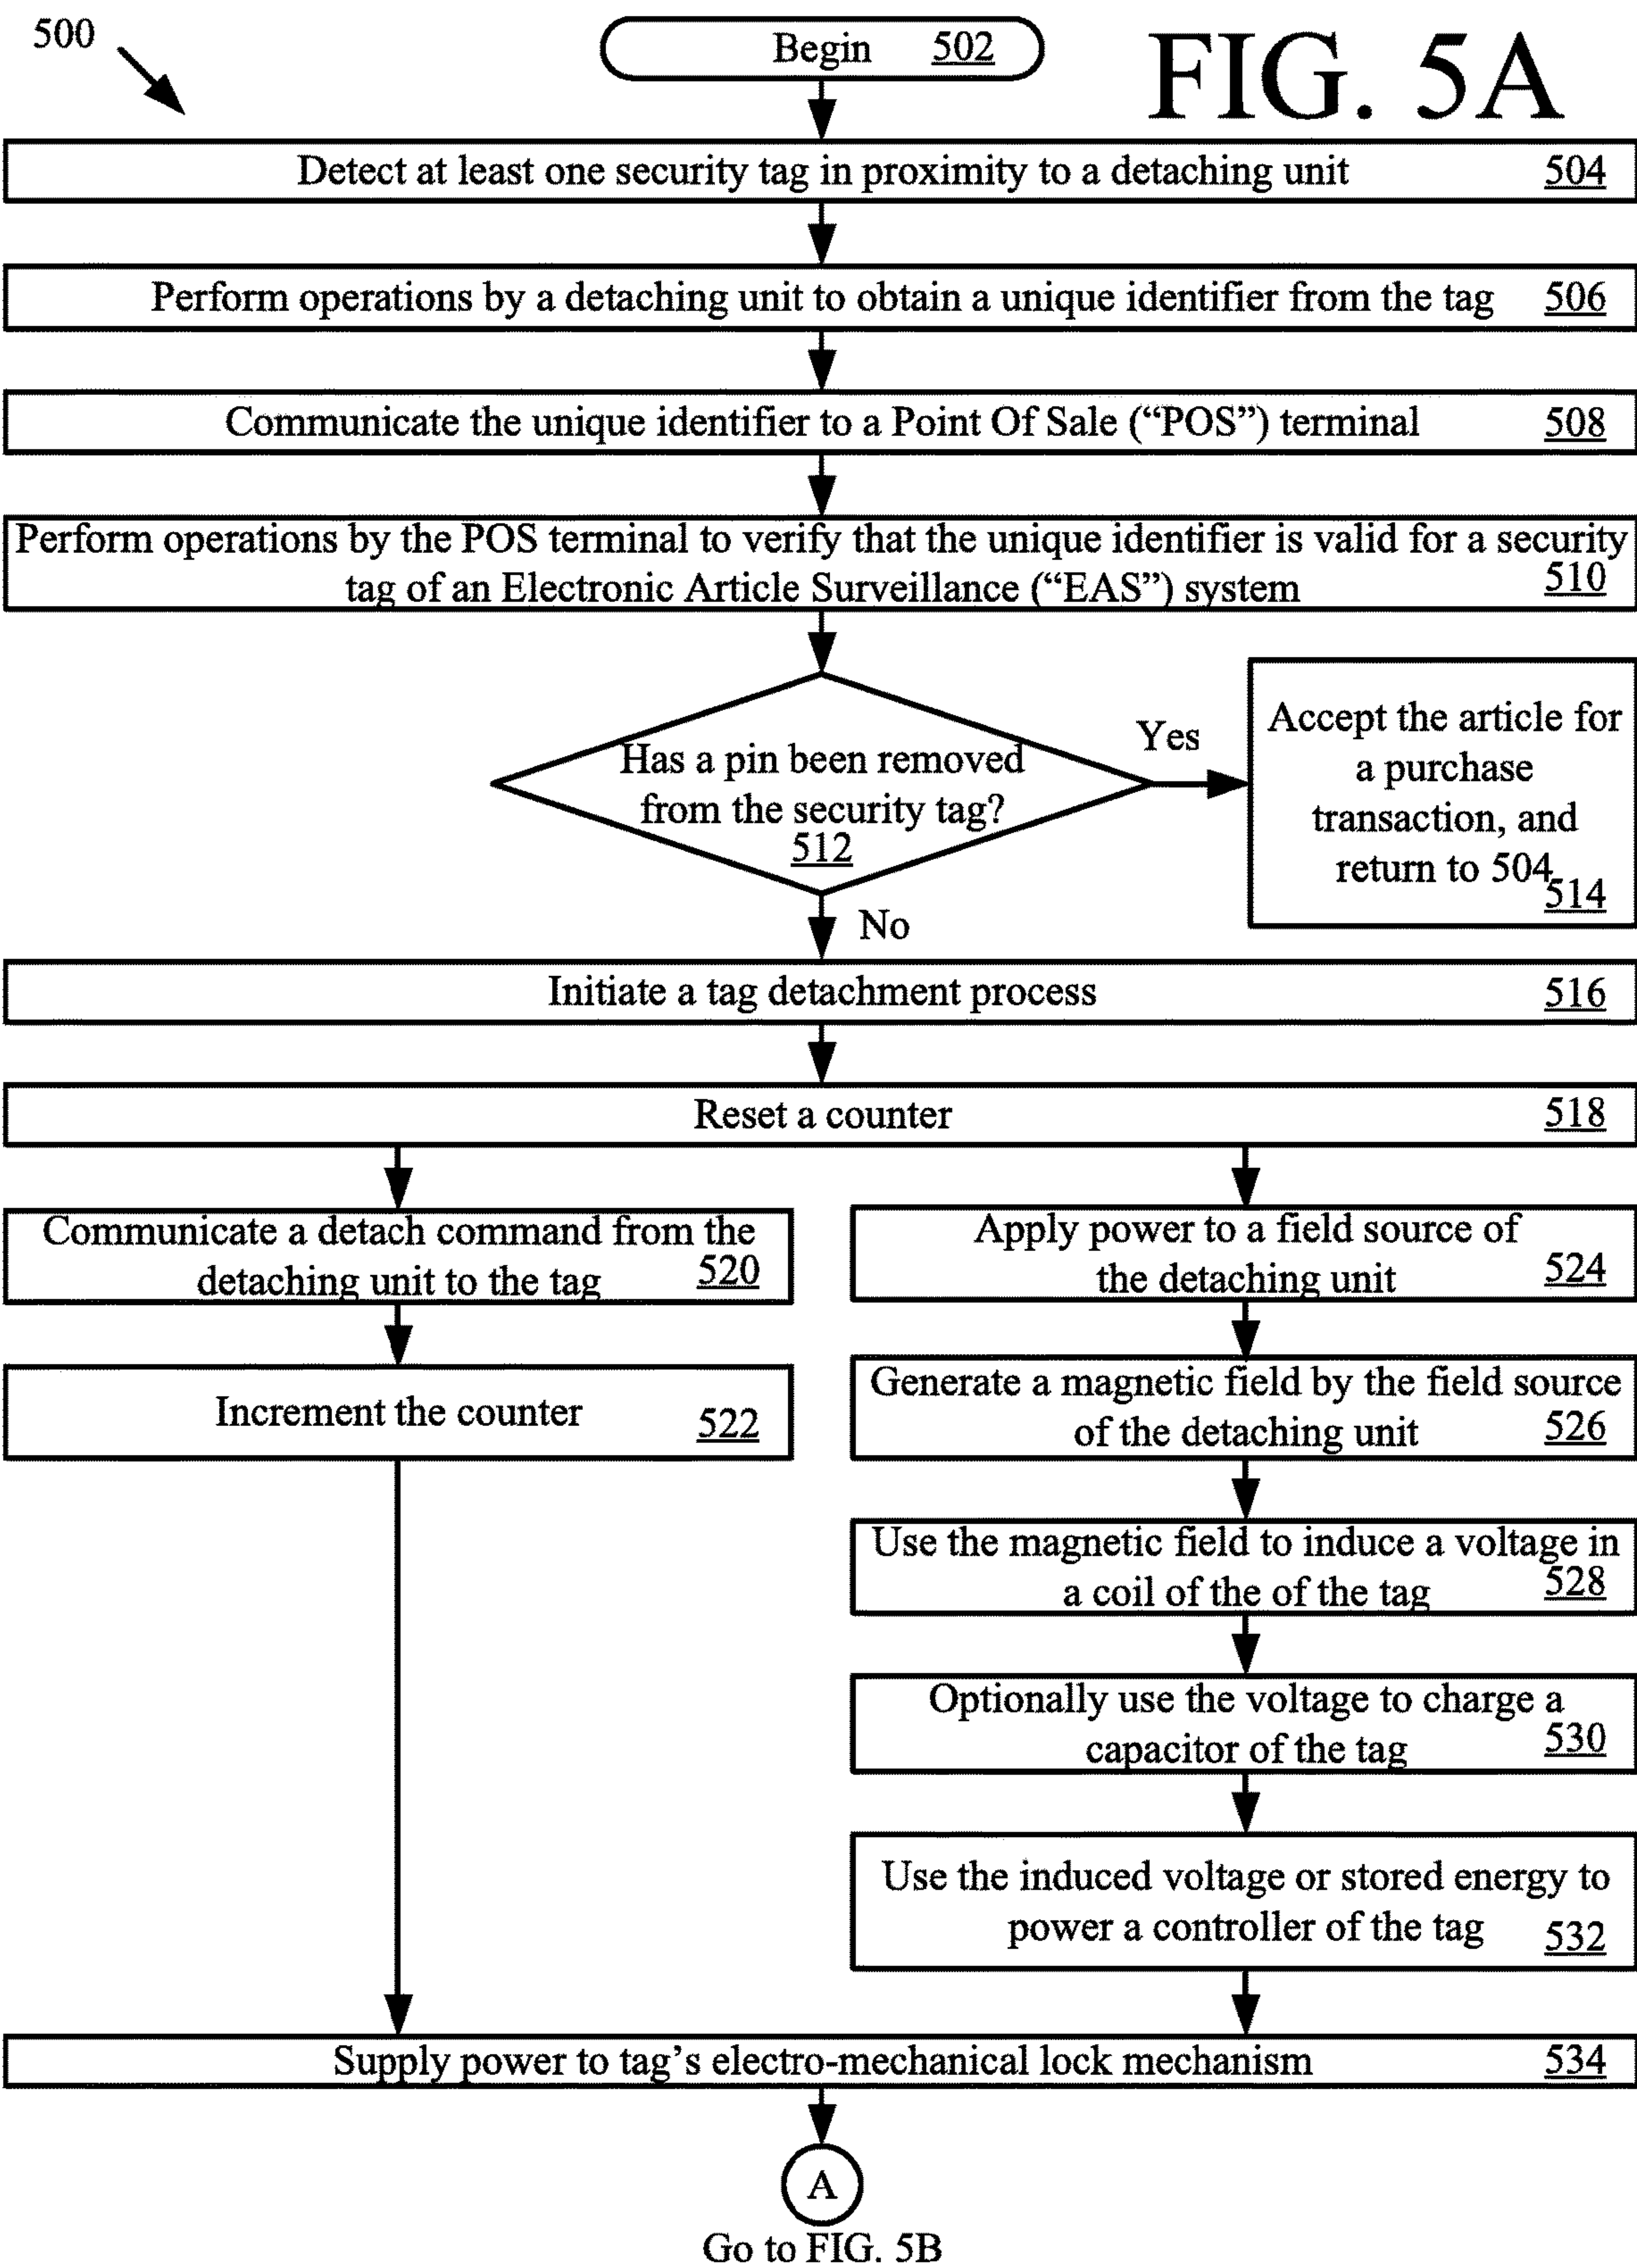 500
Begin 502
FIG. 5A
Detect at least one security tag in proximity to a detaching unit 504
Perform operations by a detaching unit to obtain a unique identifier from the tag 506
Communicate the unique identifier to a Point Of Sale (“POS”) terminal 508
Perform operations by the POS terminal to verify that the unique identifier is valid for a security
tag of an Electronic Article Surveillance (“EAS”) system 510
Has a pin been removed
from the security tag?
512
Yes
Accept the article for
a purchase
transaction, and
return to 504
514
No
Initiate a tag detachment process 516
Reset a counter 518
Communicate a detach command from the
detaching unit to the tag 520
Increment the counter 522
Apply power to a field source of
the detaching unit 524
Generate a magnetic field by the field source
of the detaching unit 526
Use the magnetic field to induce a voltage in
a coil of the of the tag 528
Optionally use the voltage to charge a
capacitor of the tag 530
Use the induced voltage or stored energy to
power a controller of the tag 532
Supply power to tag’s electro-mechanical lock mechanism 534
A
Go to FIG. 5B